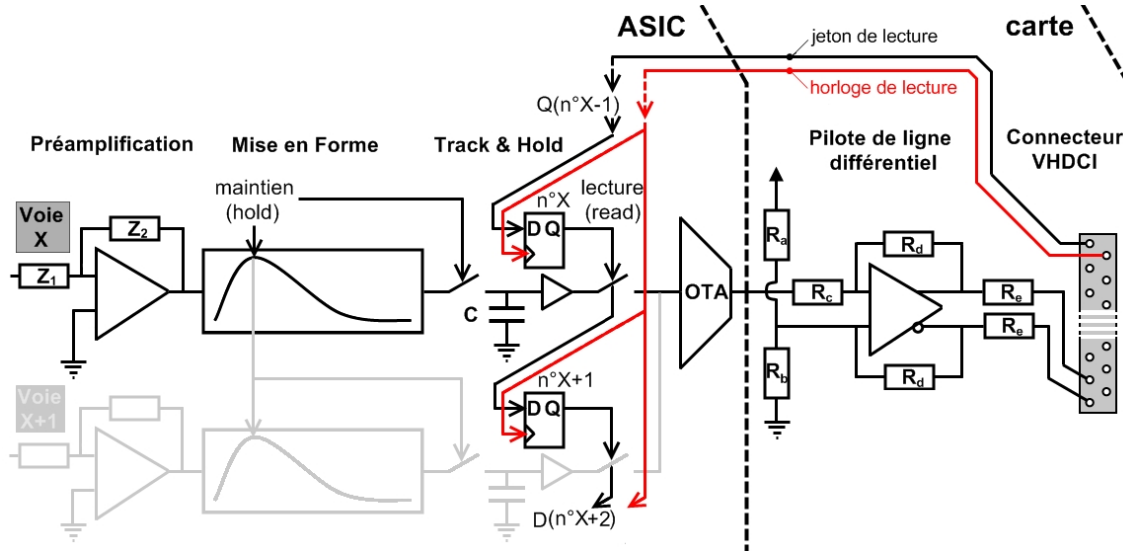 ASIC
carte
jeton de lecture
horloge de lecture
Q(n°X-1)
Préamplification
Mise en Forme
Track & Hold
Pilote de ligne
différentiel
Connecteur
VHDCI
maintien
(hold)
lecture
(read)
n°X
Voie
X
Z1
Z2
D Q
C
OTA
Ra
Rb
Rc
Rd
Rd
Re
Re
n°X+1
D Q
Voie
X+1
D(n°X+2)